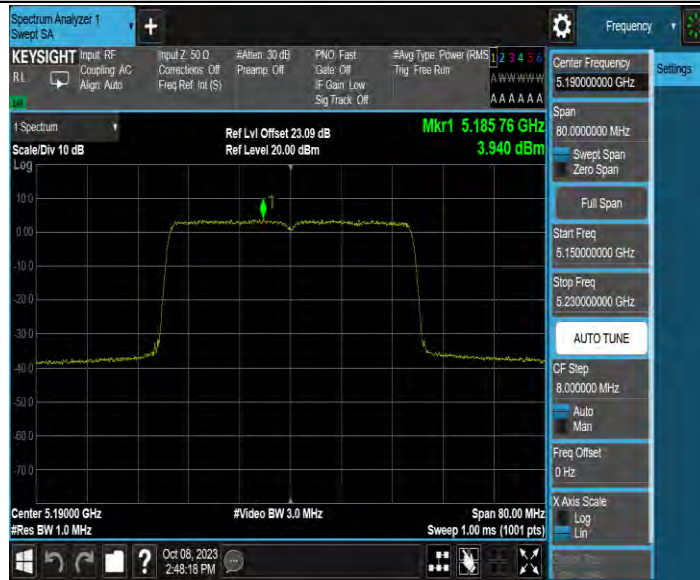 Spectrum Analyzer 1
Swept SA
+
Frequency
KEYSIGHT
Input: RF
Coupling: AC
Align: Auto
RL
Input Z: 50 Ω
Corrections: Off
Freq Ref: Int (S)
#Atten: 30 dB
Preamp: Off
PNO: Fast
Gate: Off
IF Gain: Low
Sig Track: Off
#Avg Type: Power (RMS
Trig: Free Run
1 2 3 4 5 6
A W W W W W
A A A A A A
1 Spectrum
Scale/Div 10 dB
Log
Ref Lvl Offset 23.09 dB
Ref Level 20.00 dBm
Mkr1 5.185 76 GHz
3.940 dBm
1
10.0
0.00
-10.0
-20.0
-30.0
-40.0
-50.0
-60.0
-70.0
Center 5.19000 GHz
#Res BW 1.0 MHz
#Video BW 3.0 MHz
Span 80.00 MHz
Sweep 1.00 ms (1001 pts)
Oct 08, 2023
2:48:18 PM
?
Center Frequency
5.190000000 GHz
Settings
Span
80.0000000 MHz
Swept Span
Zero Span
Full Span
Start Freq
5.150000000 GHz
Stop Freq
5.230000000 GHz
AUTO TUNE
CF Step
8.000000 MHz
Auto
Man
Freq Offset
0 Hz
X Axis Scale
Log
Lin